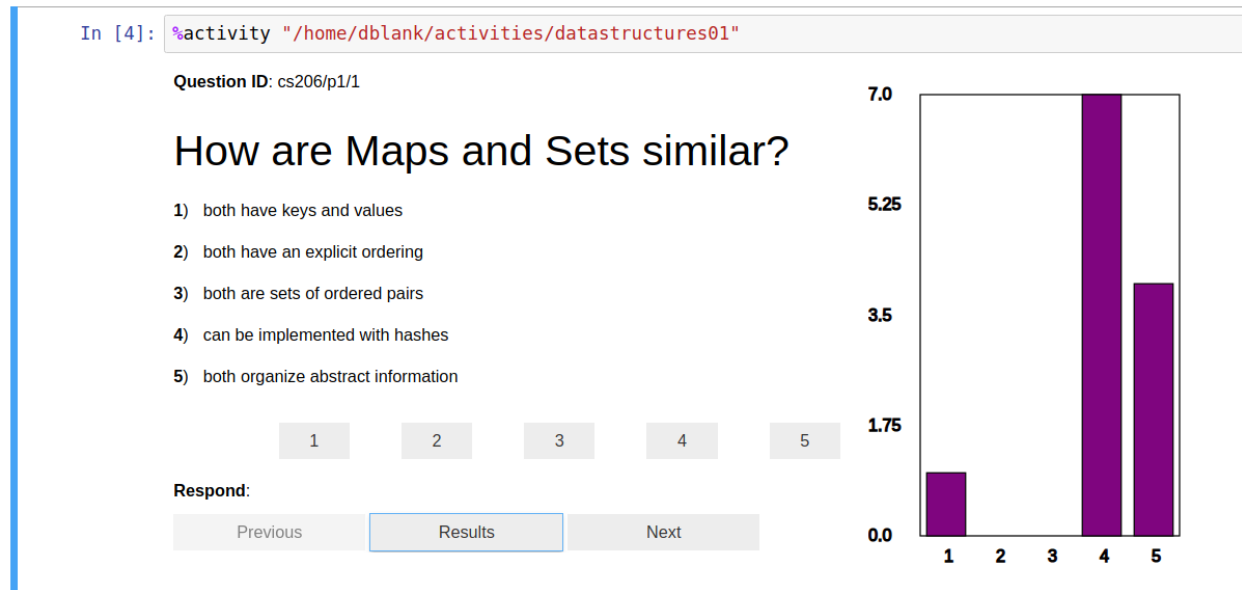 In [4]: %activity "/home/dblank/activities/datastructures01"
Question ID: cs206/p1/1
How are Maps and Sets similar?
1) both have keys and values
2) both have an explicit ordering
3) both are sets of ordered pairs
4) can be implemented with hashes
5) both organize abstract information
1 2 3 4 5
Respond:
Previous Results Next
7.0
5.25
3.5
1.75
0.0
1 2 3 4 5